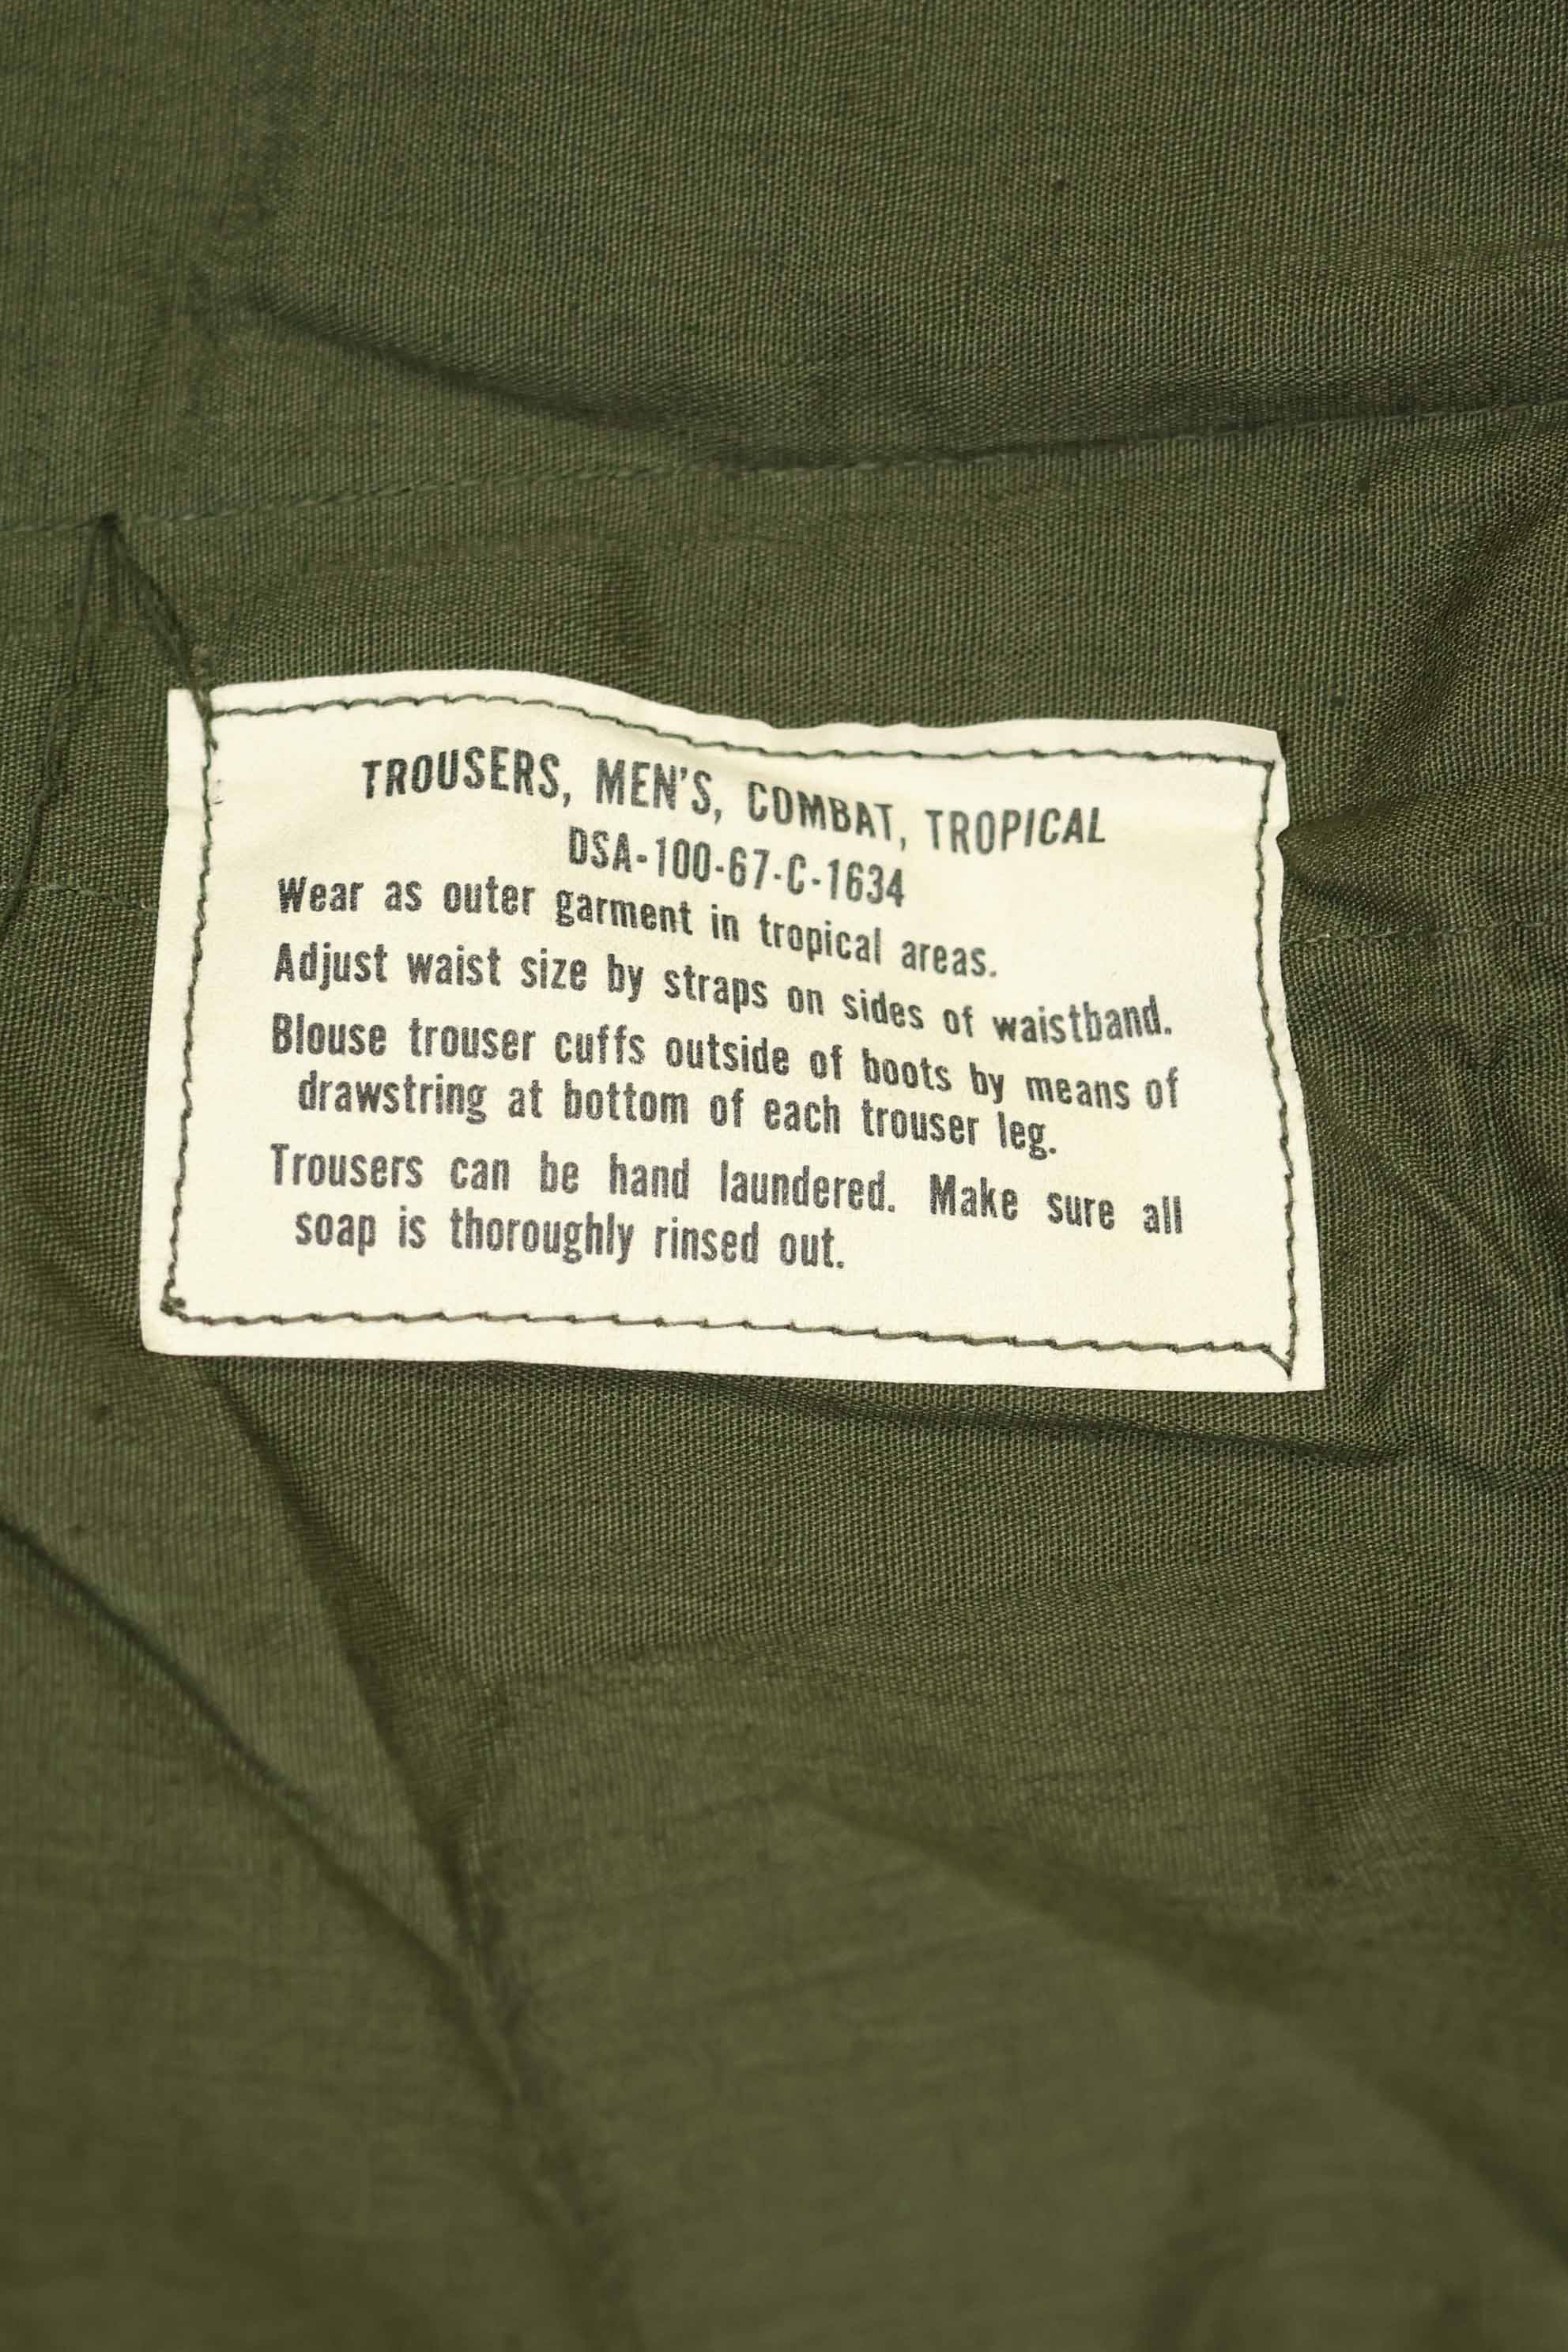 TROUSERS, MEN'S, COMBAT, TROPICAL
DSA-100-67-C-1634
Wear as outer garment in tropical areas.
Adjust waist size by straps on sides of waistband.
Blouse trouser cuffs outside of boots by means of
drawstring at bottom of each trouser leg.
Trousers can be hand laundered. Make sure all
soap is thoroughly rinsed out.